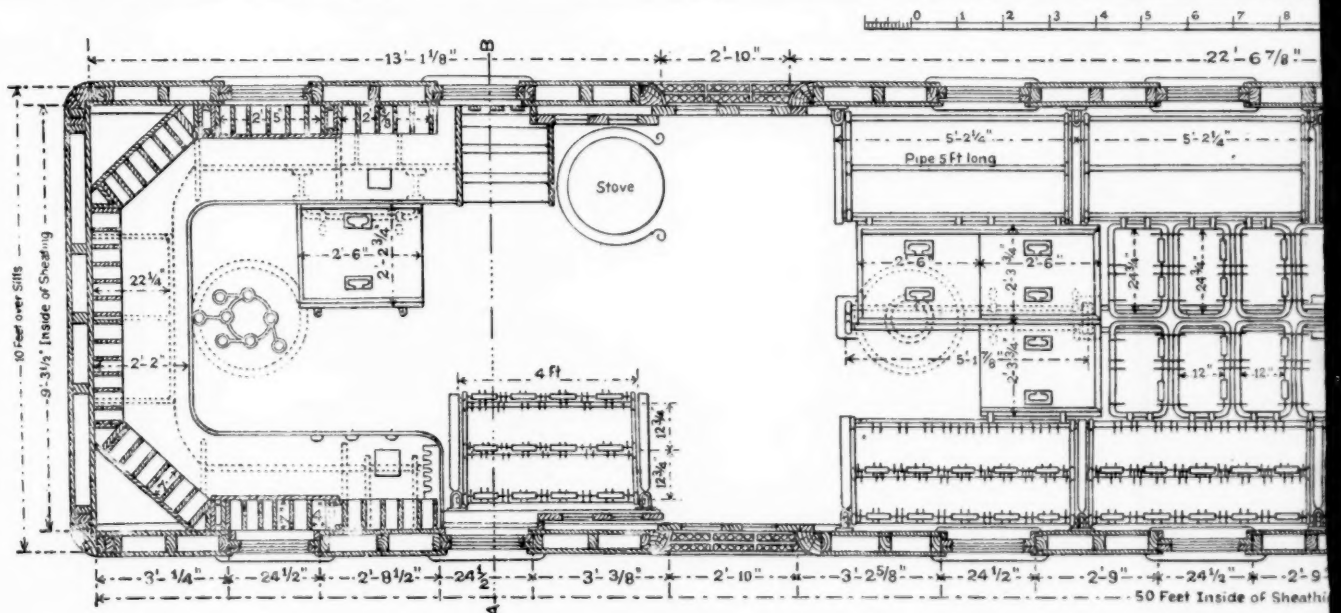 0 1 2 3 4 5 6 7 8
B
13'-1 1/8" 2'-10" 22'-6 7/8"
2'-5"
5'-2 1/4" 5'-2 1/4"
Pipe 5 Ft long
Stove
10 Feet over Sills
9'-3 1/2" Inside of Sheating
22 1/4"
2'-6"
2'-2 3/4"
2'-6" 2'-6"
2'-3 3/4"
24 3/4" 24 3/4"
2'-2"
5'-1 7/8"
2'-3 3/4"
12" 12"
4 Ft
12 3/4
12 3/4"
3'-1/4" 24 1/2" 2'-8 1/2" 24 1/2 3'-3/8" 2'-10" 3'-2 5/8" 24 1/2" 2'-9" 24 1/2" 2'-9
50 Feet Inside of Sheathi
A